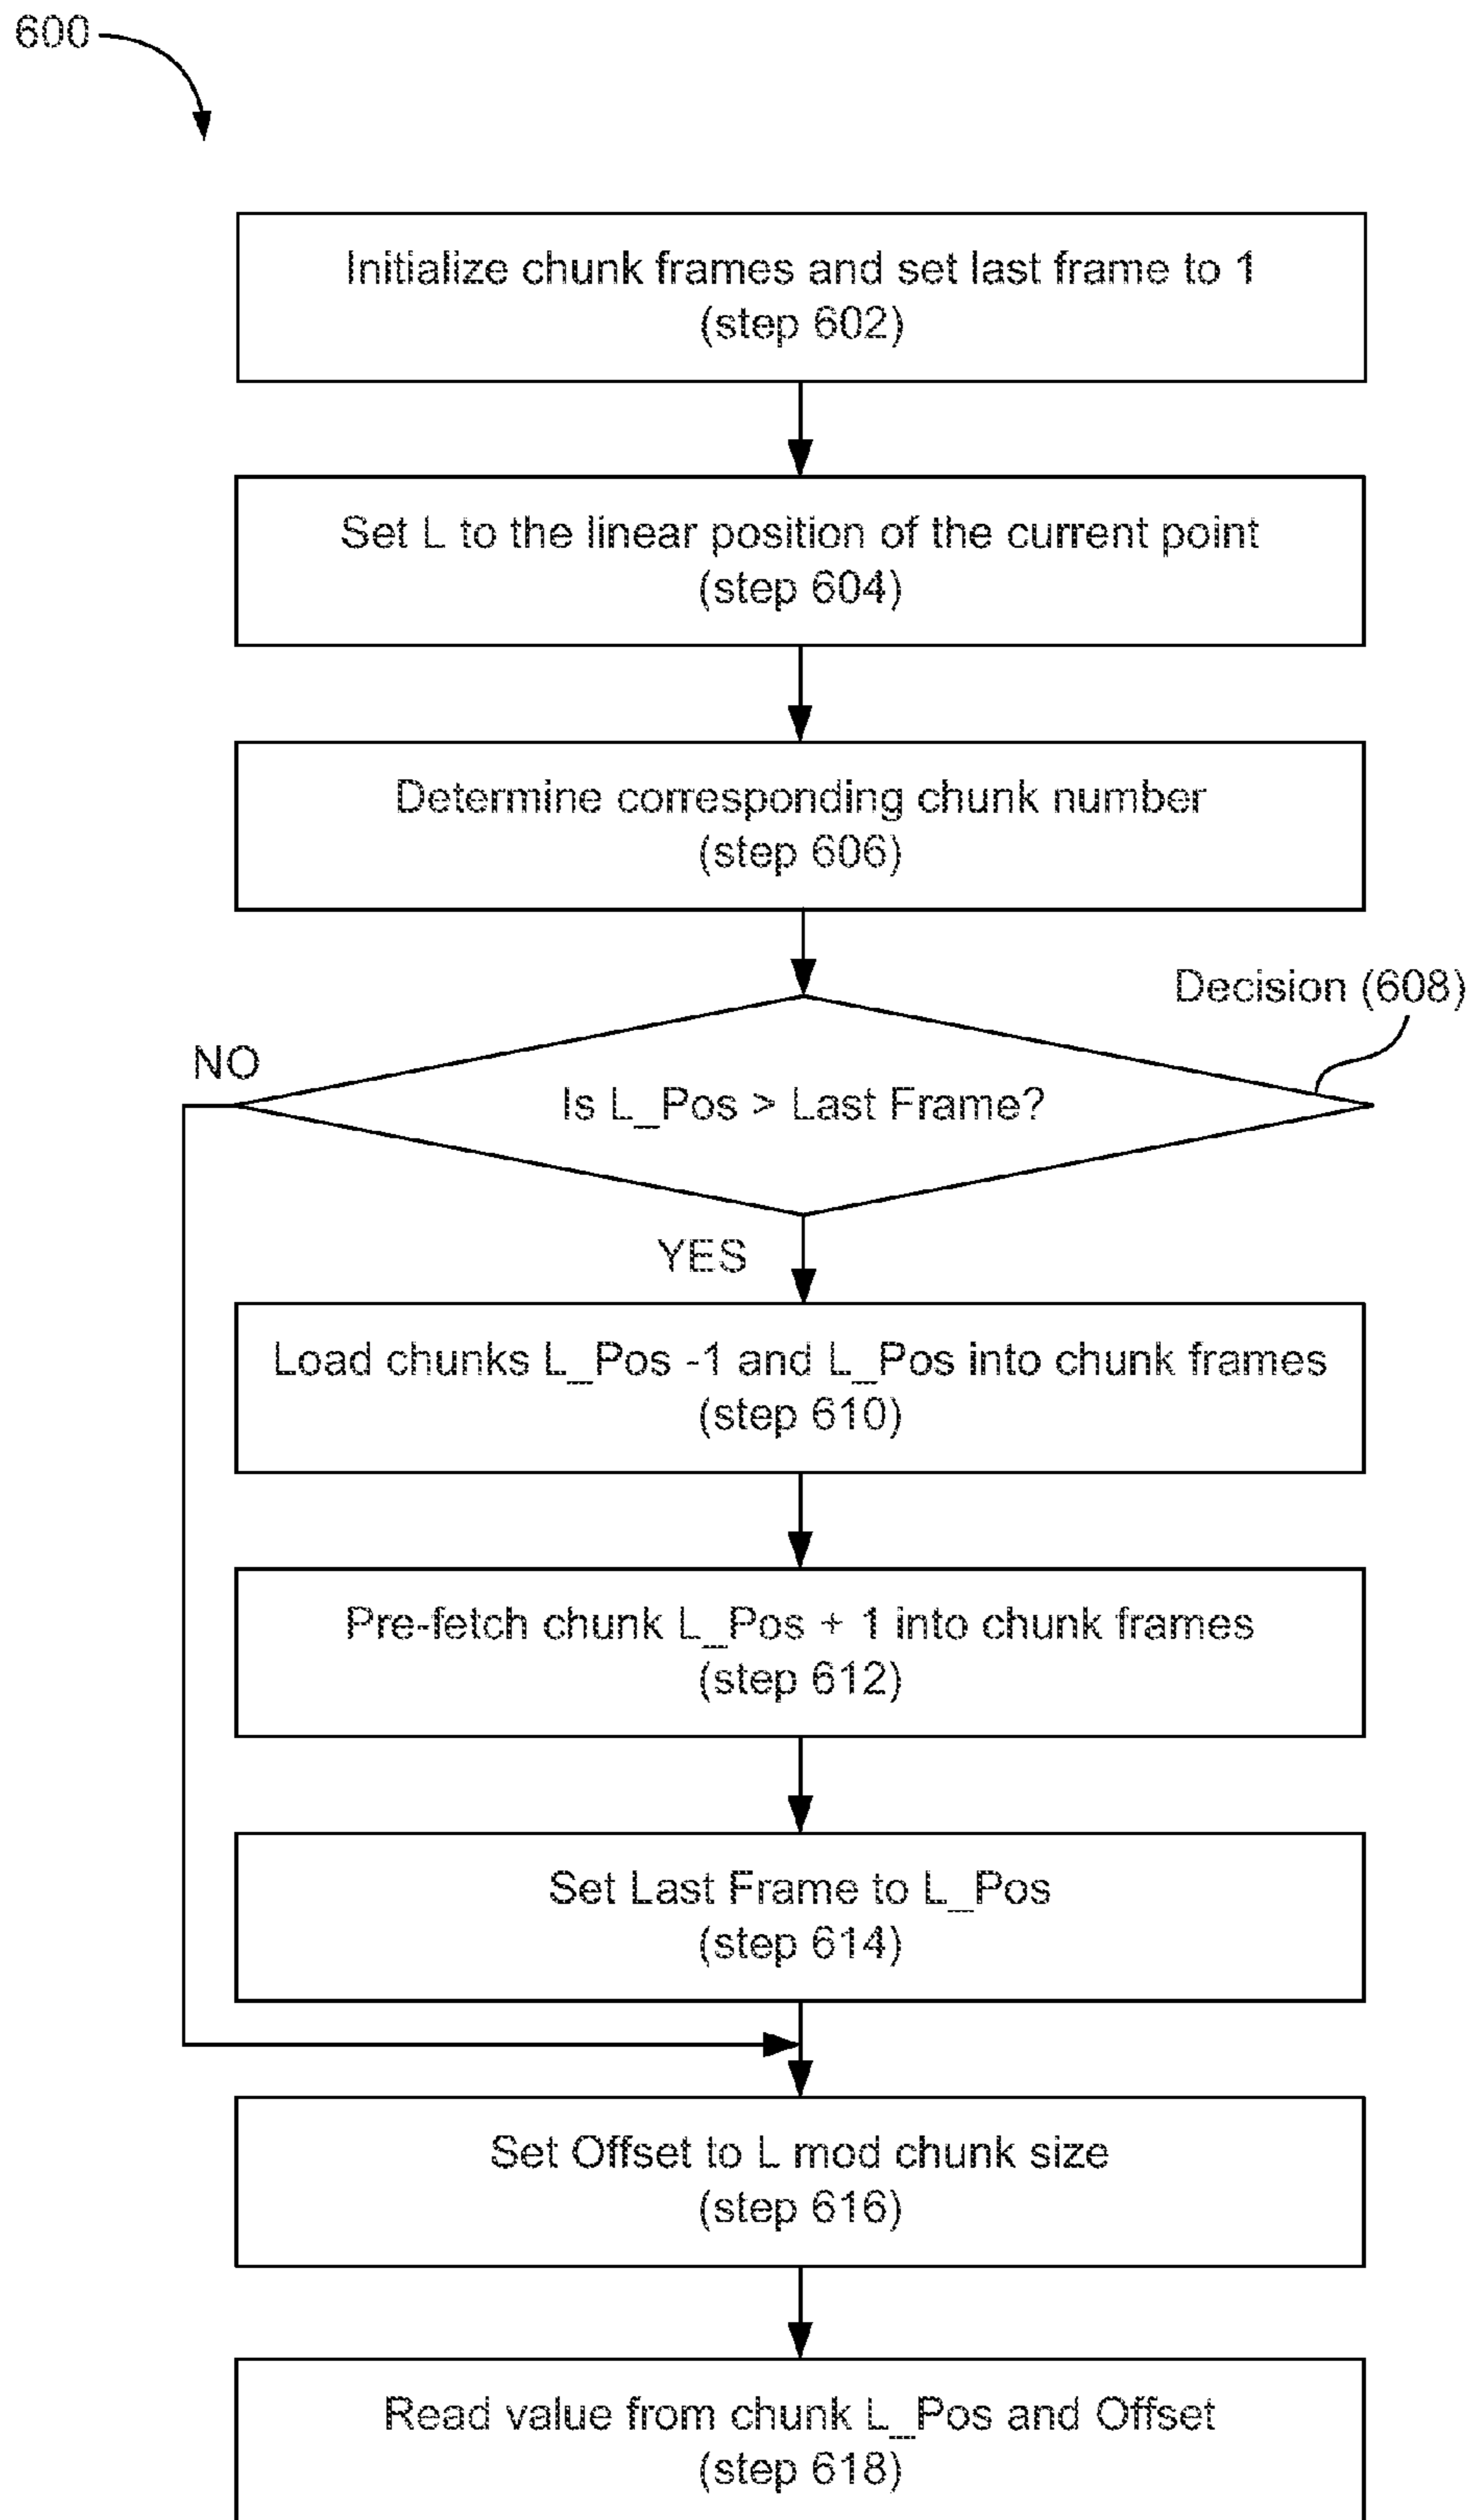 600
Initialize chunk frames and set last frame to 1
(step 602)
Set L to the linear position of the current point
(step 604)
Determine corresponding chunk number
(step 606)
Decision (608)
NO
Is L_Pos > Last Frame?
YES
Load chunks L_Pos -1 and L_Pos into chunk frames
(step 610)
Pre-fetch chunk L_Pos + 1 into chunk frames
(step 612)
Set Last Frame to L_Pos
(step 614)
Set Offset to L mod chunk size
(step 616)
Read value from chunk L_Pos and Offset
(step 618)